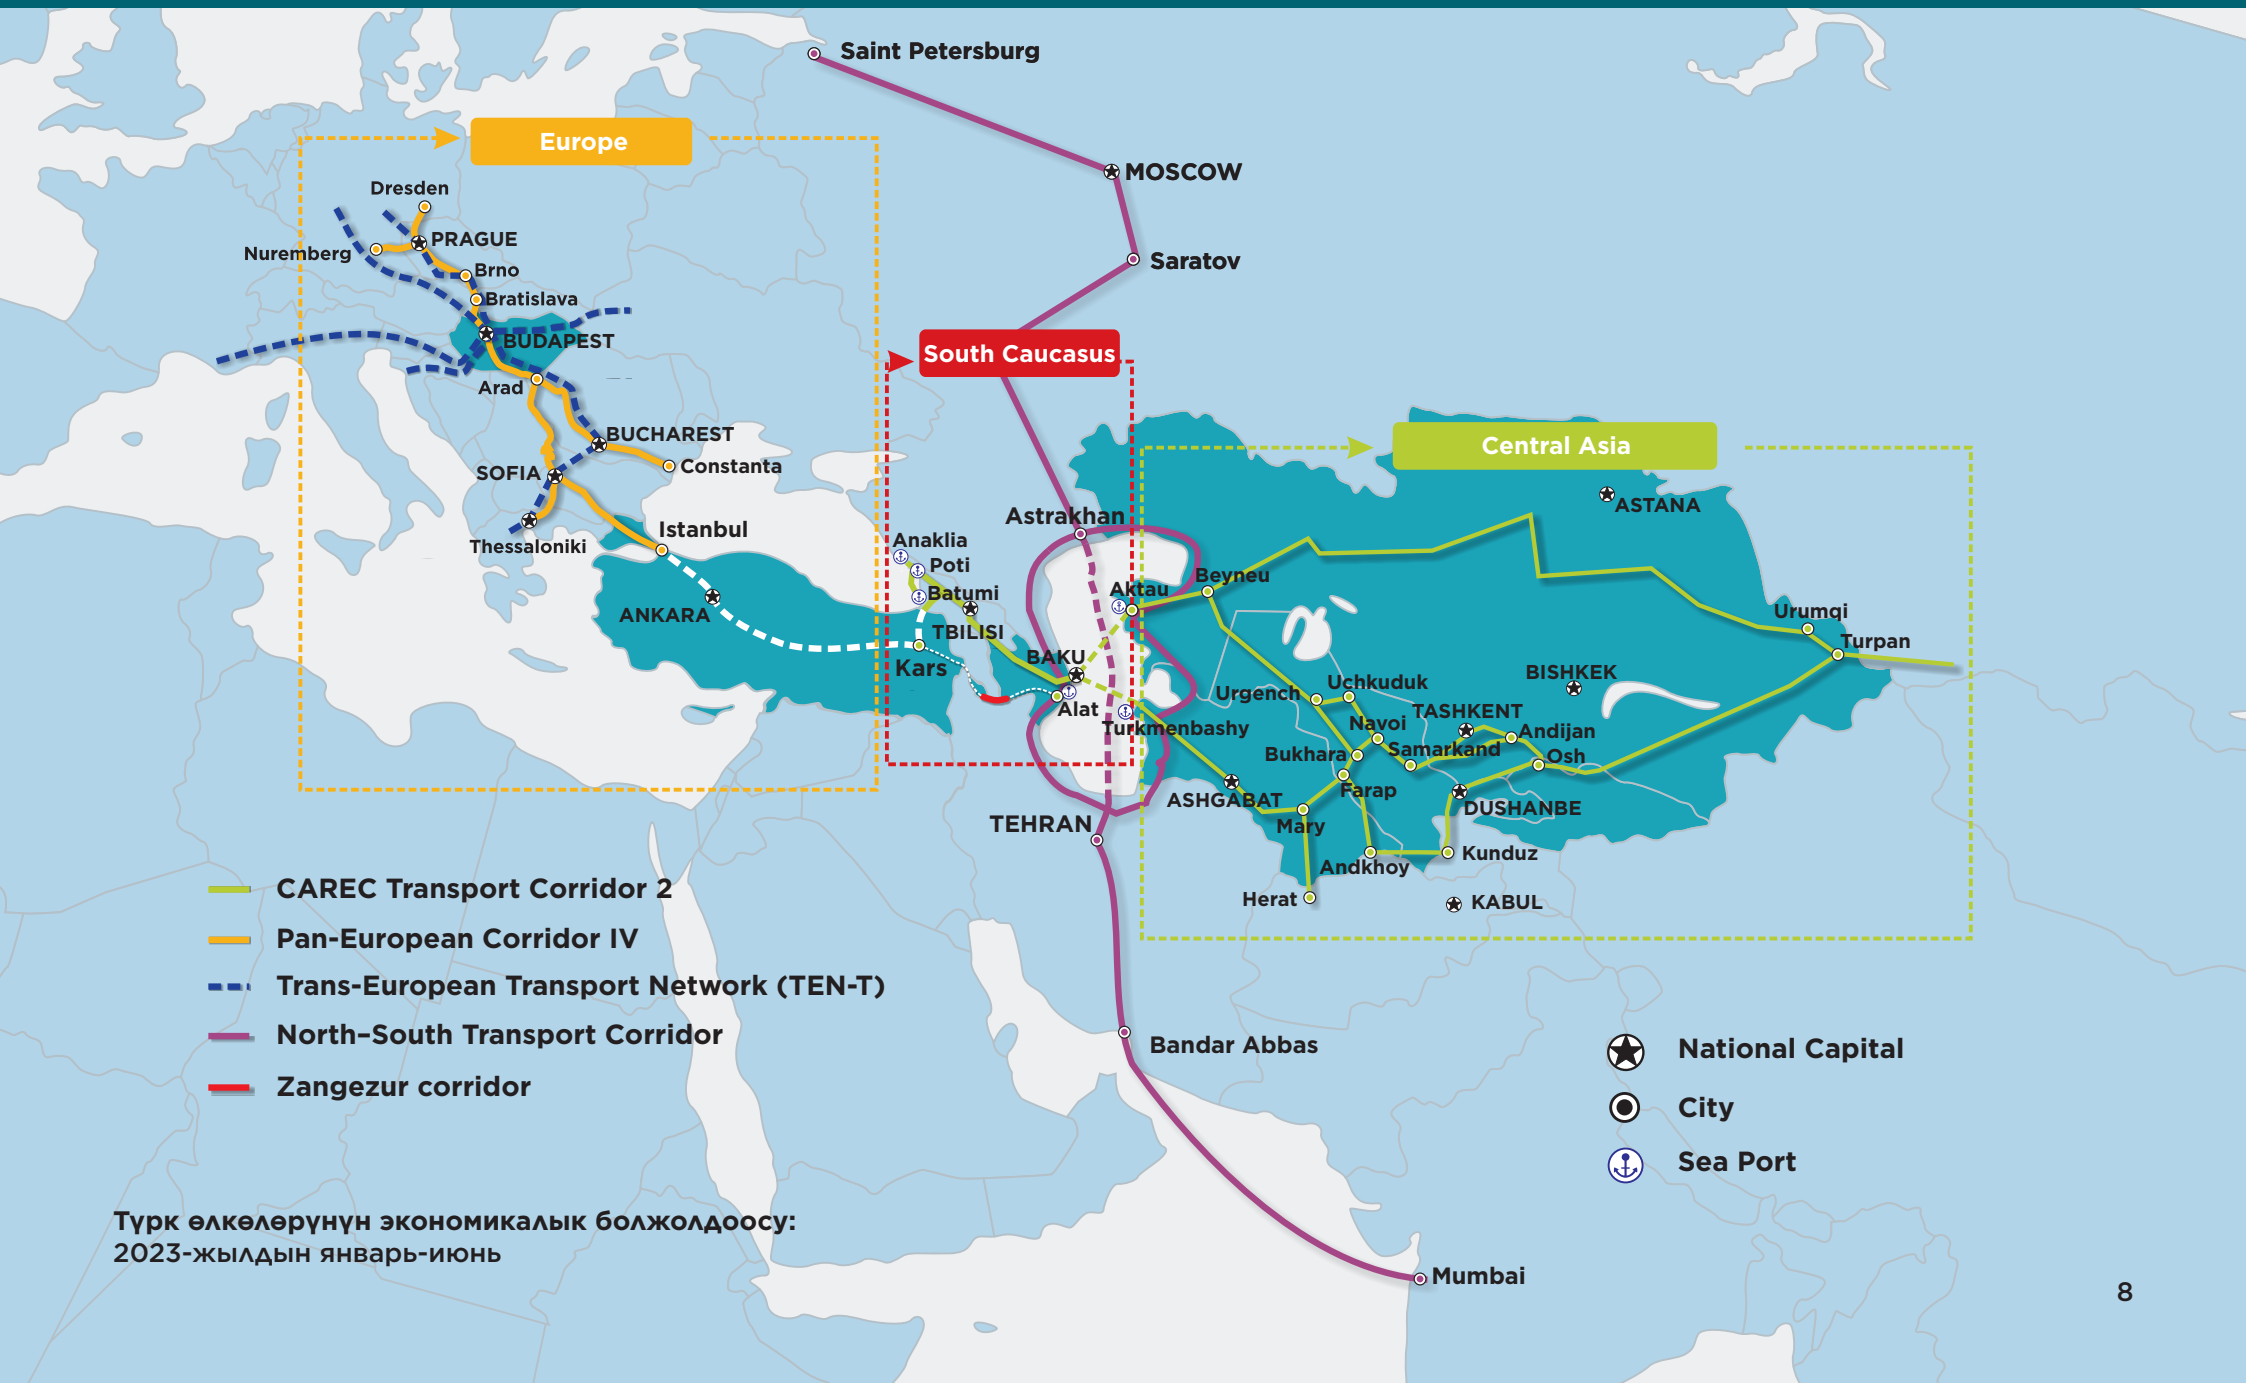 Saint Petersburg
Europe
MOSCOW
Dresden
PRAGUE
Nuremberg
Saratov
Brno
Bratislava
BUDAPEST
South Caucasus
Arad
BUCHAREST
Central Asia
SOFIA
Constanta
ASTANA
Astrakhan
Istanbul
Thessaloniki
Anaklia
Poti
Beyneu
Aktau
Batumi
ANKARA
Urumqi
TBILISI
Turpan
BAKU
Kars
BISHKEK
Uchkuduk
Urgench
Alat
TASHKENT
Navoi
Turkmenbashy
Andijan
Samarkand
Bukhara
Osh
Farap
ASHGABAT
DUSHANBE
TEHRAN
Mary
Kunduz
Andkhoy
Herat
KABUL
CAREC Transport Corridor 2
Pan-European Corridor IV
Trans-European Transport Network (TEN-T)
North–South Transport Corridor
Zangezur corridor
Bandar Abbas
National Capital
City
Sea Port
Түрк өлкөлөрүнүн экономикалык болжолдоосу:
2023-жылдын январь-июнь
Mumbai
8